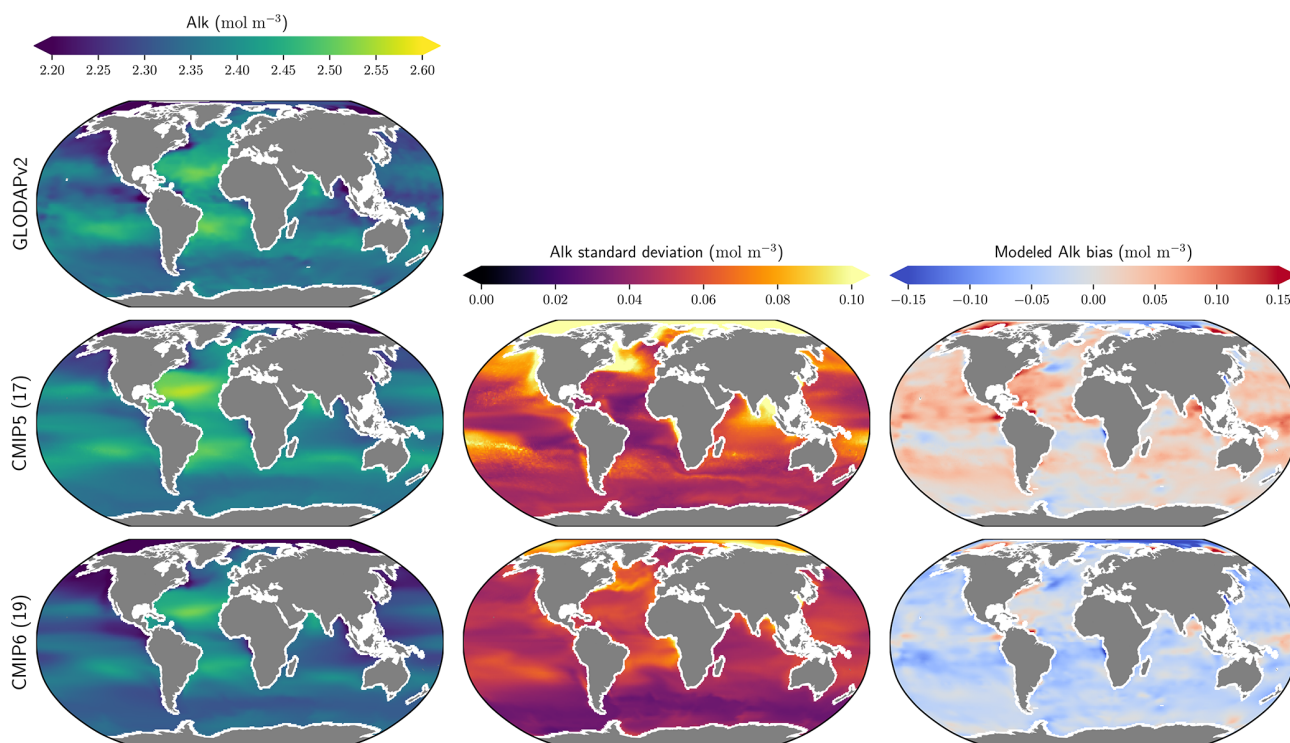 Alk (mol m⁻³)
2.20 2.25 2.30 2.35 2.40 2.45 2.50 2.55 2.60
GLODAPv2
Alk standard deviation (mol m⁻³)
0.00 0.02 0.04 0.06 0.08 0.10
Modeled Alk bias (mol m⁻³)
−0.15 −0.10 −0.05 0.00 0.05 0.10 0.15
CMIP5 (17)
CMIP6 (19)